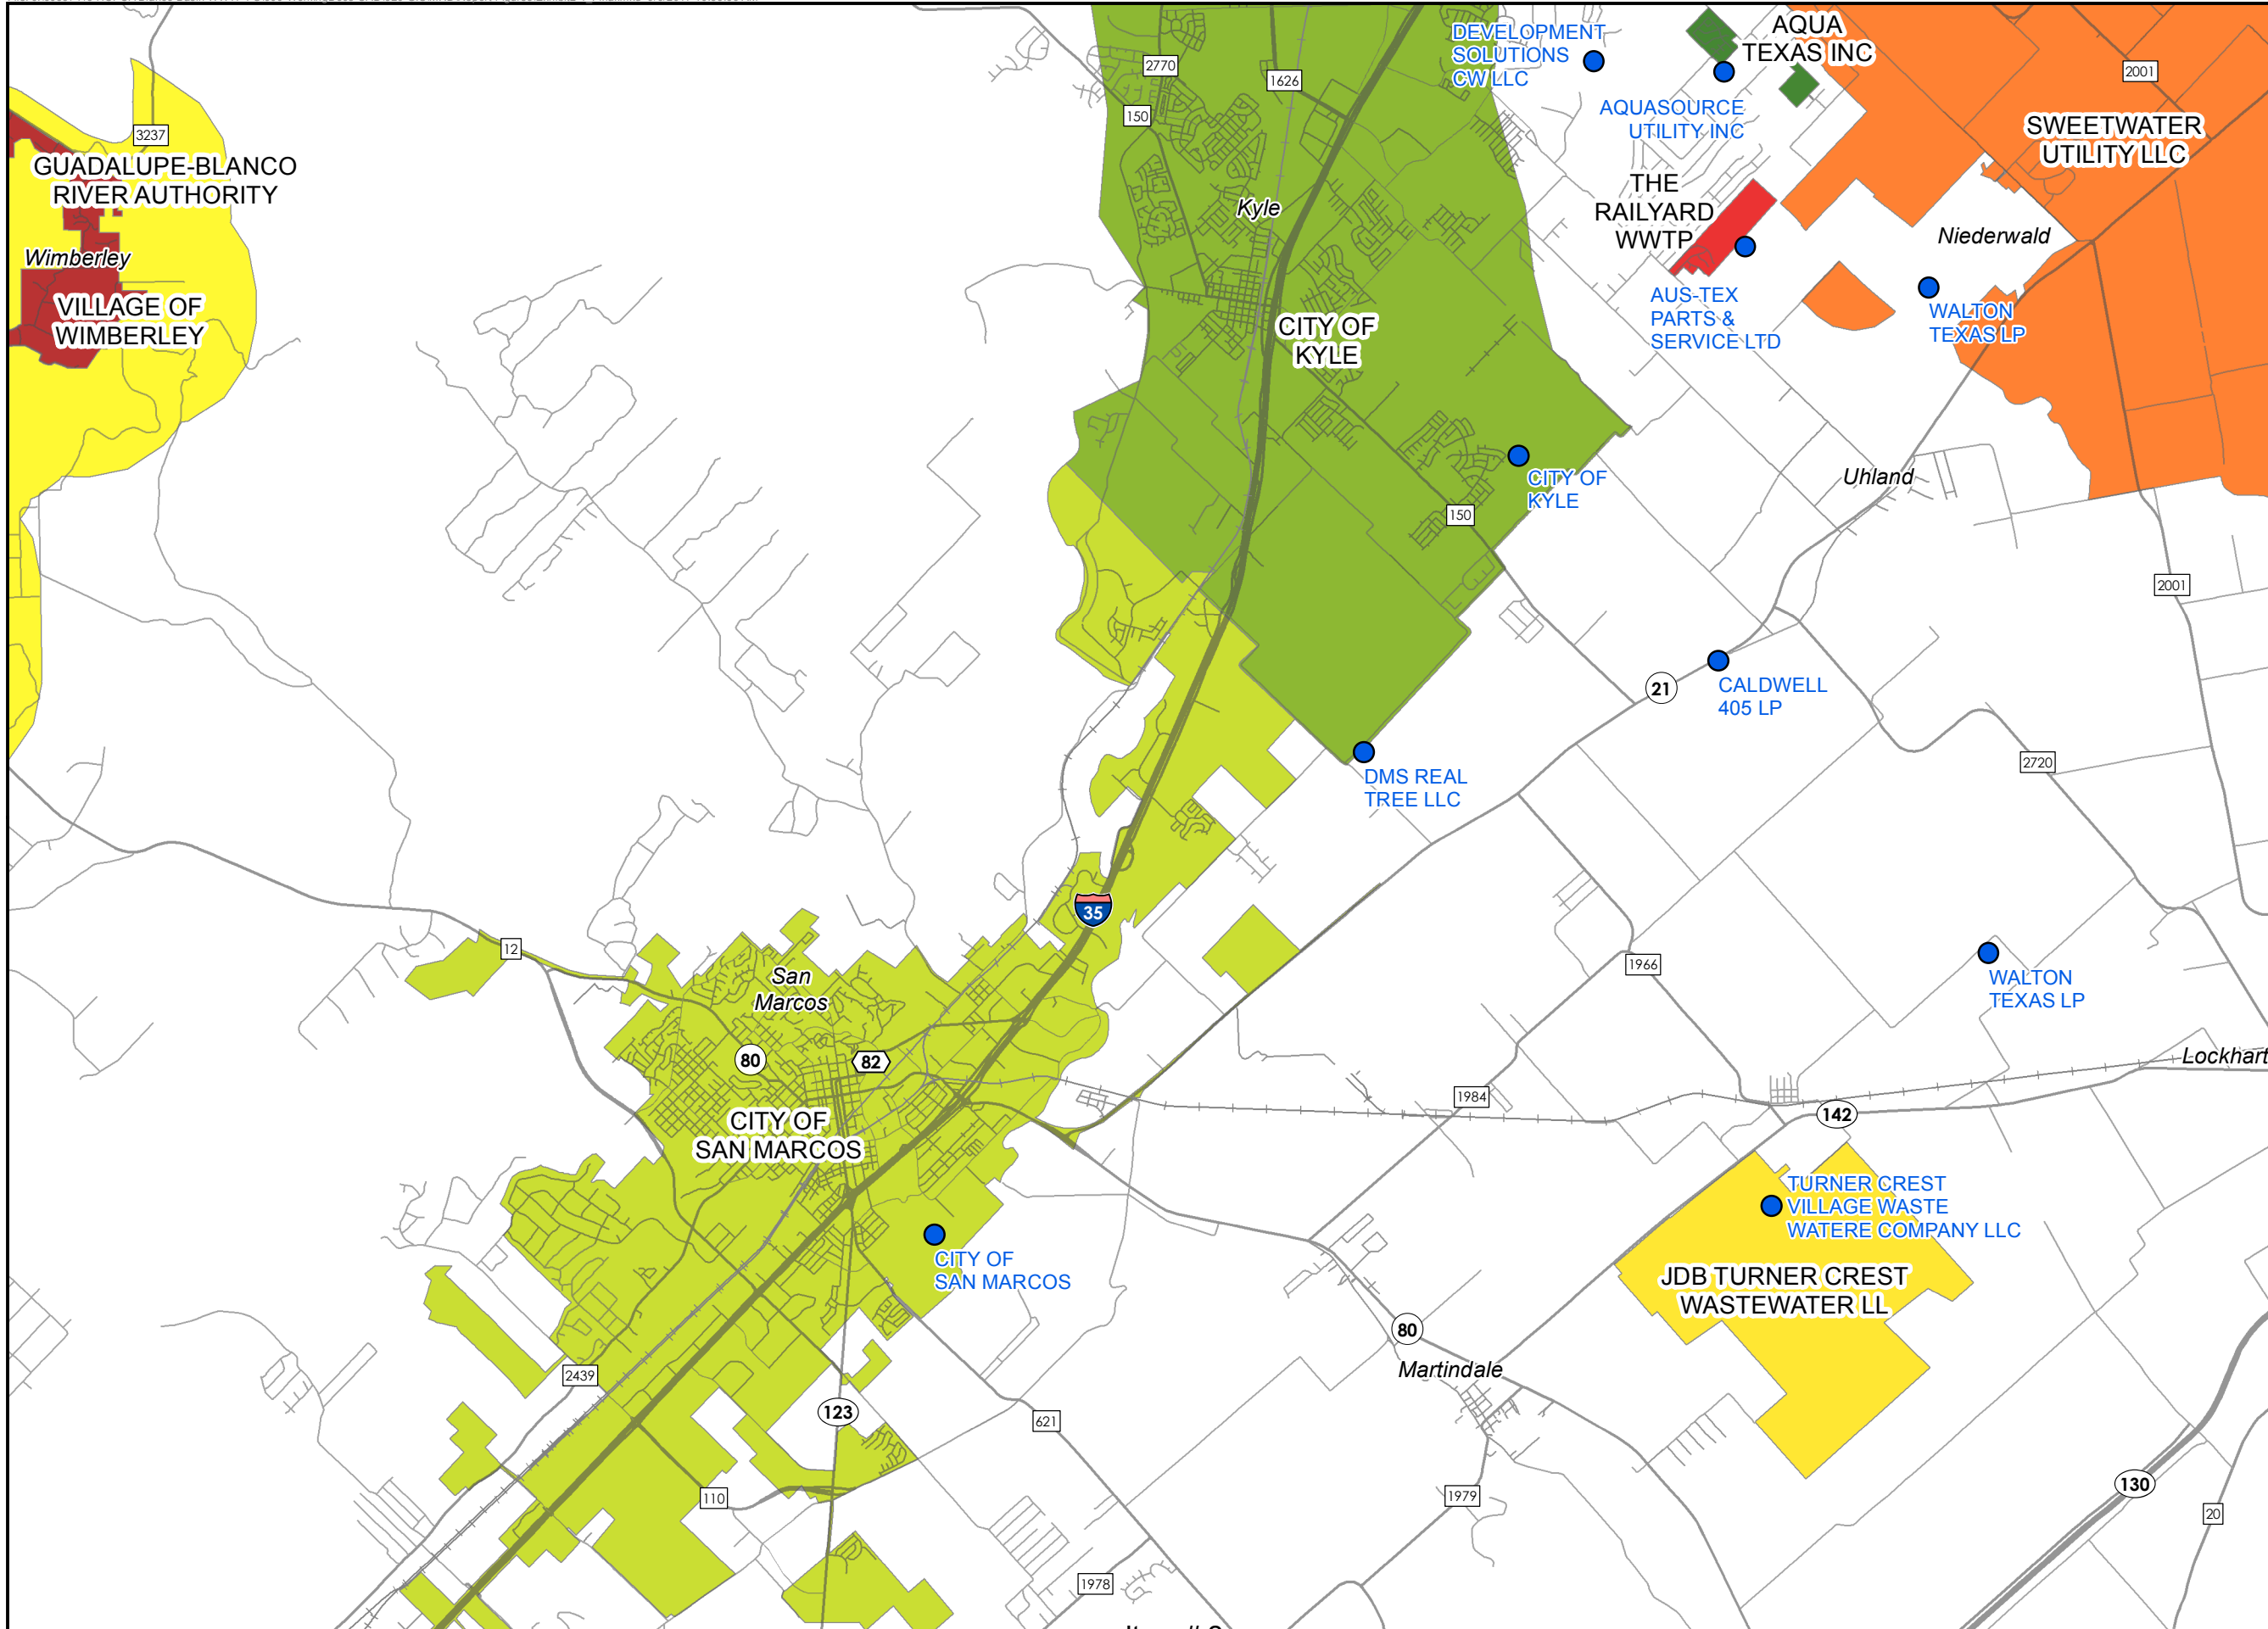 DEVELOPMENT
SOLUTIONS
CW LLC
AQUA
TEXAS INC
2770
1626
2001
150
AQUASOURCE
UTILITY INC
SWEETWATER
UTILITY LLC
3237
GUADALUPE-BLANCO
RIVER AUTHORITY
THE
RAILYARD
WWTP
Kyle
Niederwald
Wimberley
VILLAGE OF
WIMBERLEY
AUS-TEX
PARTS &
SERVICE LTD
WALTON
TEXAS LP
CITY OF
KYLE
CITY OF
KYLE
Uhland
150
2001
21
CALDWELL
405 LP
DMS REAL
TREE LLC
2720
35
12
San
Marcos
1966
WALTON
TEXAS LP
80
82
Lockhart
1984
142
CITY OF
SAN MARCOS
TURNER CREST
VILLAGE WASTE
WATERE COMPANY LLC
CITY OF
SAN MARCOS
JDB TURNER CREST
WASTEWATER LL
80
Martindale
2439
123
621
130
110
1979
20
1978